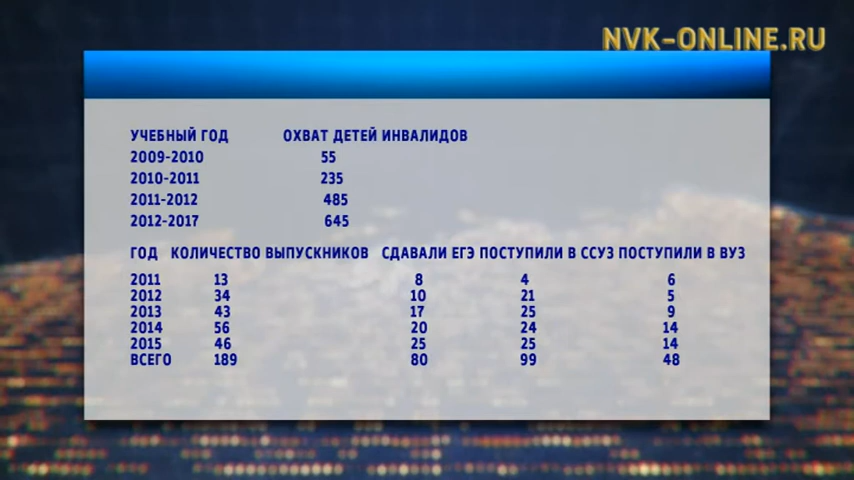 NVK-ONLINE.RU
УЧЕБНЫЙ ГОД ОХВАТ ДЕТЕЙ ИНВАЛИДОВ
2009-2010 55
2010-2011 235
2011-2012 485
2012-2017 645
ГОД КОЛИЧЕСТВО ВЫПУСКНИКОВ СДАВАЛИ ЕГЭ ПОСТУПИЛИ В ССУЗ ПОСТУПИЛИ В ВУЗ
2011 13 8 4 6
2012 34 10 21 5
2013 43 17 25 9
2014 56 20 24 14
2015 46 25 25 14
ВСЕГО 189 80 99 48